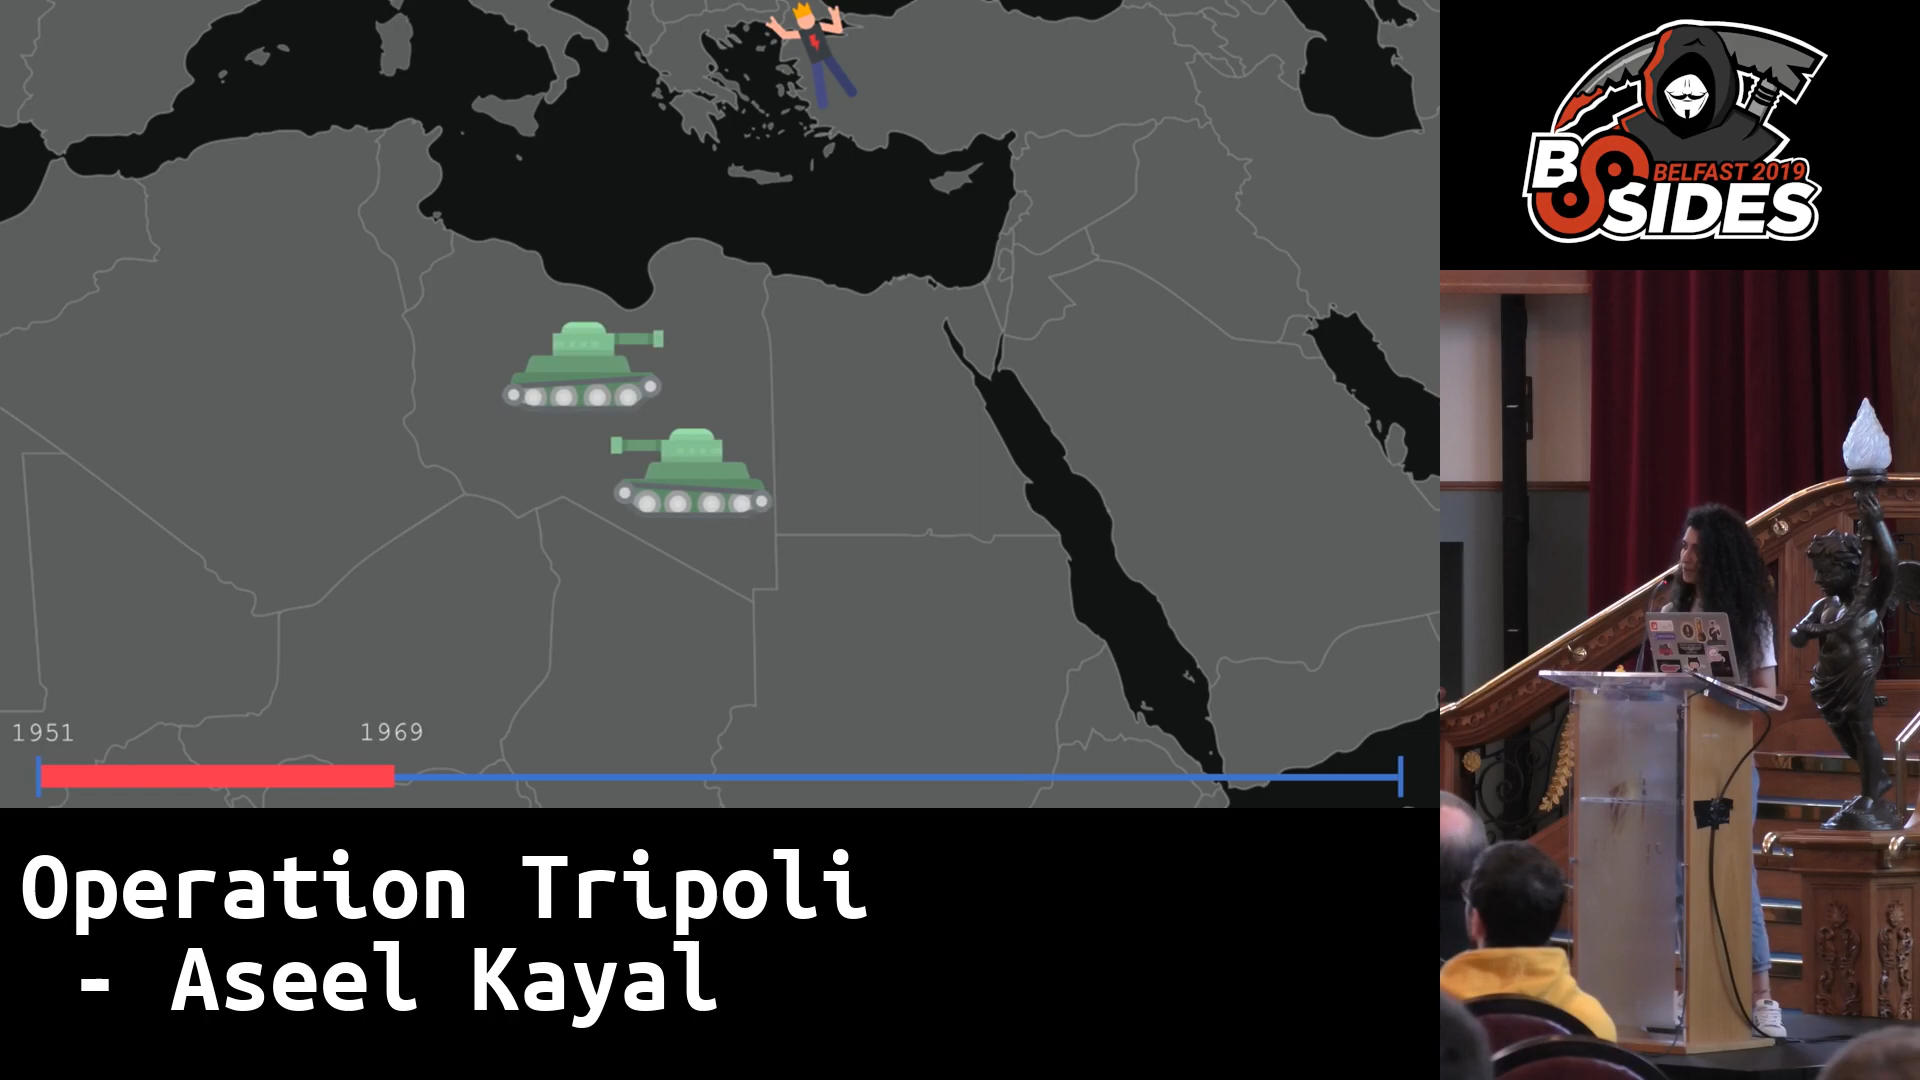 1951
1969
Operation Tripoli
- Aseel Kayal
BSIDES
BELFAST 2019